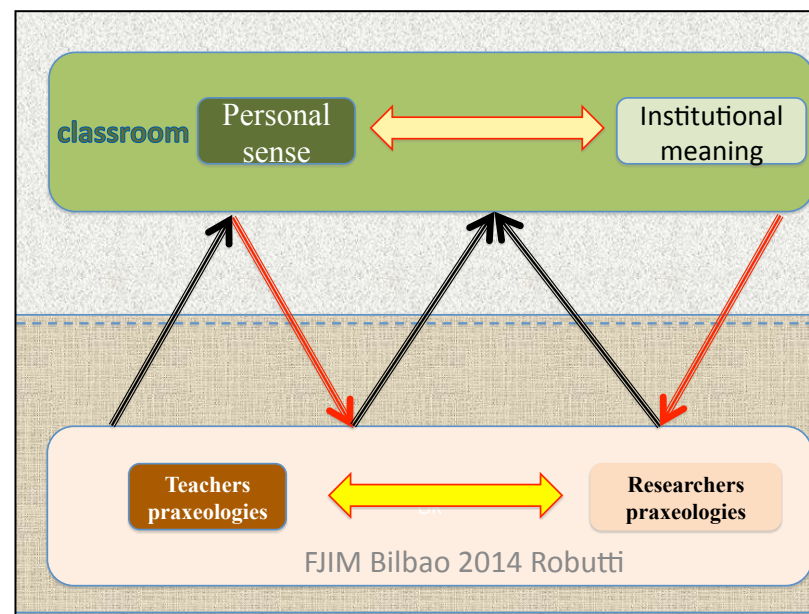 classroom
Personal
sense
Institutional
meaning
Teachers
praxeologies
Researchers
praxeologies
FJIM Bilbao 2014 Robutti